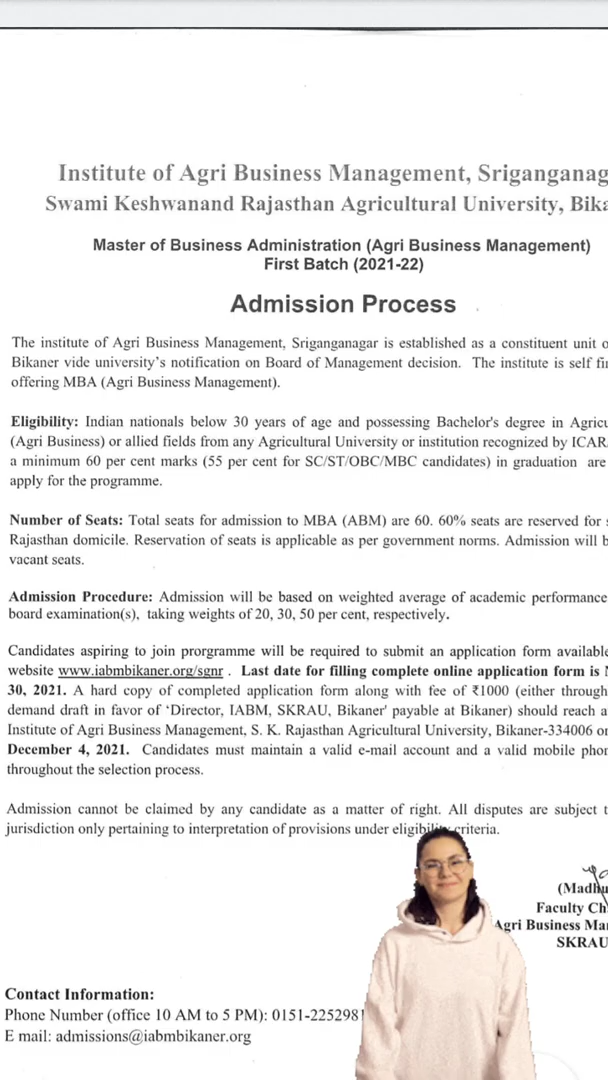 Institute of Agri Business Management, Sriganganag
Swami Keshwanand Rajasthan Agricultural University, Bika
Master of Business Administration (Agri Business Management)
First Batch (2021-22)
Admission Process
The institute of Agri Business Management, Sriganganagar is established as a constituent unit o
Bikaner vide university's notification on Board of Management decision. The institute is self fi
offering MBA (Agri Business Management).
Eligibility: Indian nationals below 30 years of age and possessing Bachelor's degree in Agricu
(Agri Business) or allied fields from any Agricultural University or institution recognized by ICAR
a minimum 60 per cent marks (55 per cent for SC/ST/OBC/MBC candidates) in graduation are
apply for the programme.
Number of Seats: Total seats for admission to MBA (ABM) are 60. 60% seats are reserved for
Rajasthan domicile. Reservation of seats is applicable as per government norms. Admission will b
vacant seats.
Admission Procedure: Admission will be based on weighted average of academic performance
board examination(s), taking weights of 20, 30, 50 per cent, respectively.
Candidates aspiring to join prorgramme will be required to submit an application form available
website www.iabmbikaner.org/sgnr . Last date for filling complete online application form is
30, 2021. A hard copy of completed application form along with fee of ₹1000 (either through
demand draft in favor of 'Director, IABM, SKRAU, Bikaner' payable at Bikaner) should reach a
Institute of Agri Business Management, S. K. Rajasthan Agricultural University, Bikaner-334006 or
December 4, 2021. Candidates must maintain a valid e-mail account and a valid mobile phon
throughout the selection process.
Admission cannot be claimed by any candidate as a matter of right. All disputes are subject t
jurisdiction only pertaining to interpretation of provisions under eligibility criteria.
(Madhu
Faculty Ch
Agri Business Man
SKRAU
Contact Information:
Phone Number (office 10 AM to 5 PM): 0151-2252981
E mail: admissions@iabmbikaner.org